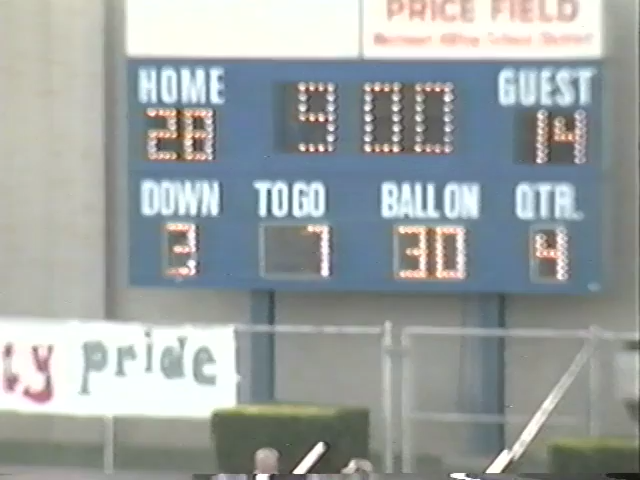 PRICE FIELD
HOME 9 00 GUEST
28 14
DOWN TO GO BALL ON QTR.
3 7 30 4
pride